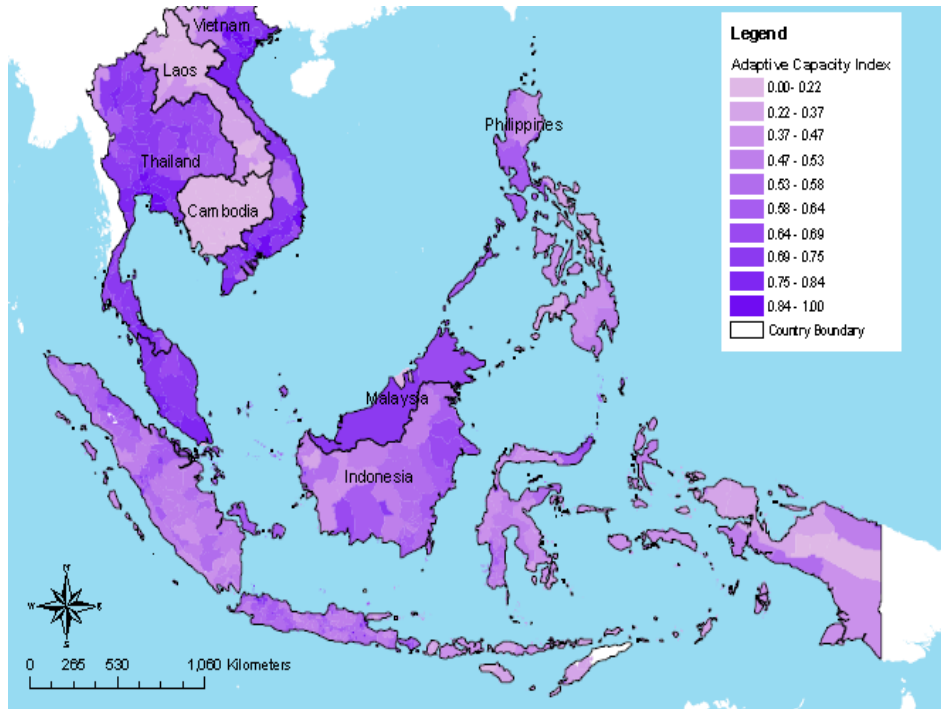 Vietnam
Laos
Thailand
Cambodia
Philippines
Malaysia
Indonesia
Legend
Adaptive Capacity Index
0.00 - 0.22
0.22 - 0.37
0.37 - 0.47
0.47 - 0.53
0.53 - 0.58
0.58 - 0.64
0.64 - 0.69
0.69 - 0.75
0.75 - 0.84
0.84 - 1.00
Country Boundary
N
W E
S
0 265 530 1,060 Kilometers